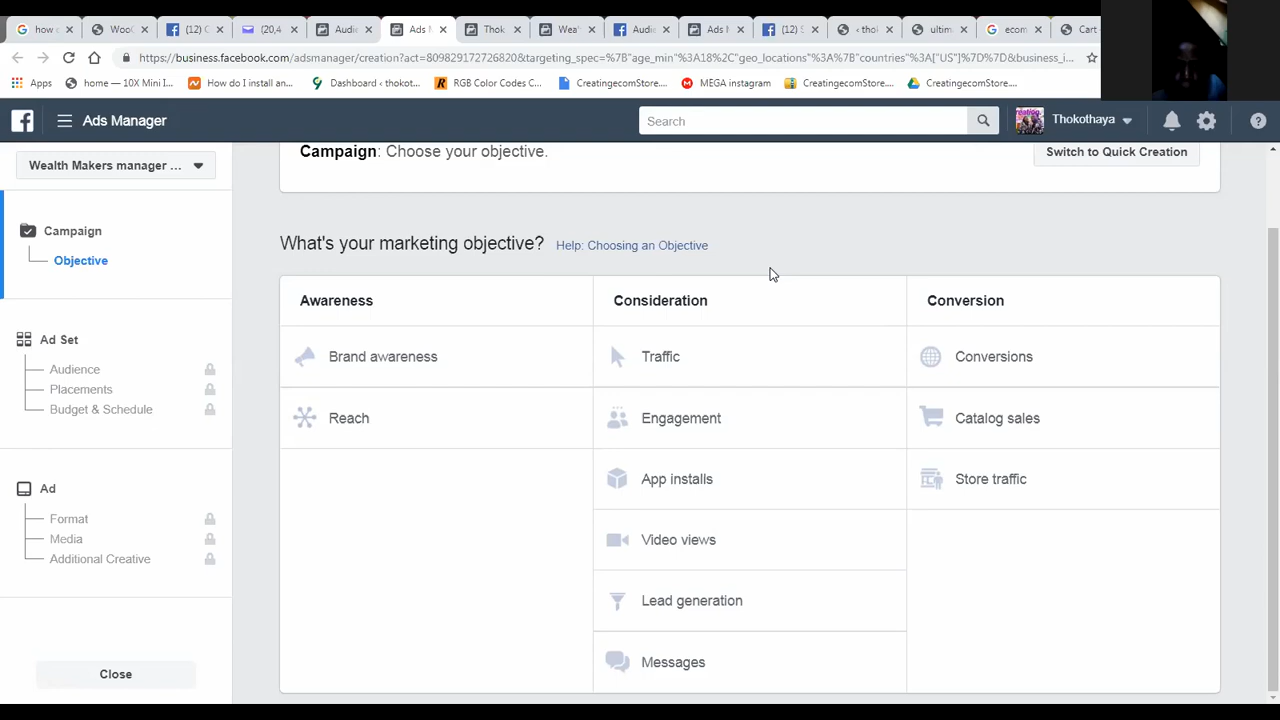 how c
WooC
(12) C
(20,4
Audie
Ads M
Thok
Wealt
Audie
Ads M
(12) S
‹ thok
ultim
ecom
Cart
https://business.facebook.com/adsmanager/creation?act=809829172726820&targeting_spec=%7B"age_min"%3A18%2C"geo_locations"%3A%7B"countries"%3A["US"]%7D%7D&business_i...
Apps
home — 10X Mini I...
How do I install an...
Dashboard ‹ thokot...
RGB Color Codes C...
CreatingecomStore....
MEGA instagram
CreatingecomStore....
CreatingecomStore....
Ads Manager
Search
Thokothaya
?
Wealth Makers manager ...
Campaign: Choose your objective.
Switch to Quick Creation
Campaign
Objective
What's your marketing objective? Help: Choosing an Objective
Awareness
Consideration
Conversion
Ad Set
Audience
Placements
Budget & Schedule
Brand awareness
Traffic
Conversions
Reach
Engagement
Catalog sales
App installs
Store traffic
Ad
Format
Media
Additional Creative
Video views
Lead generation
Messages
Close